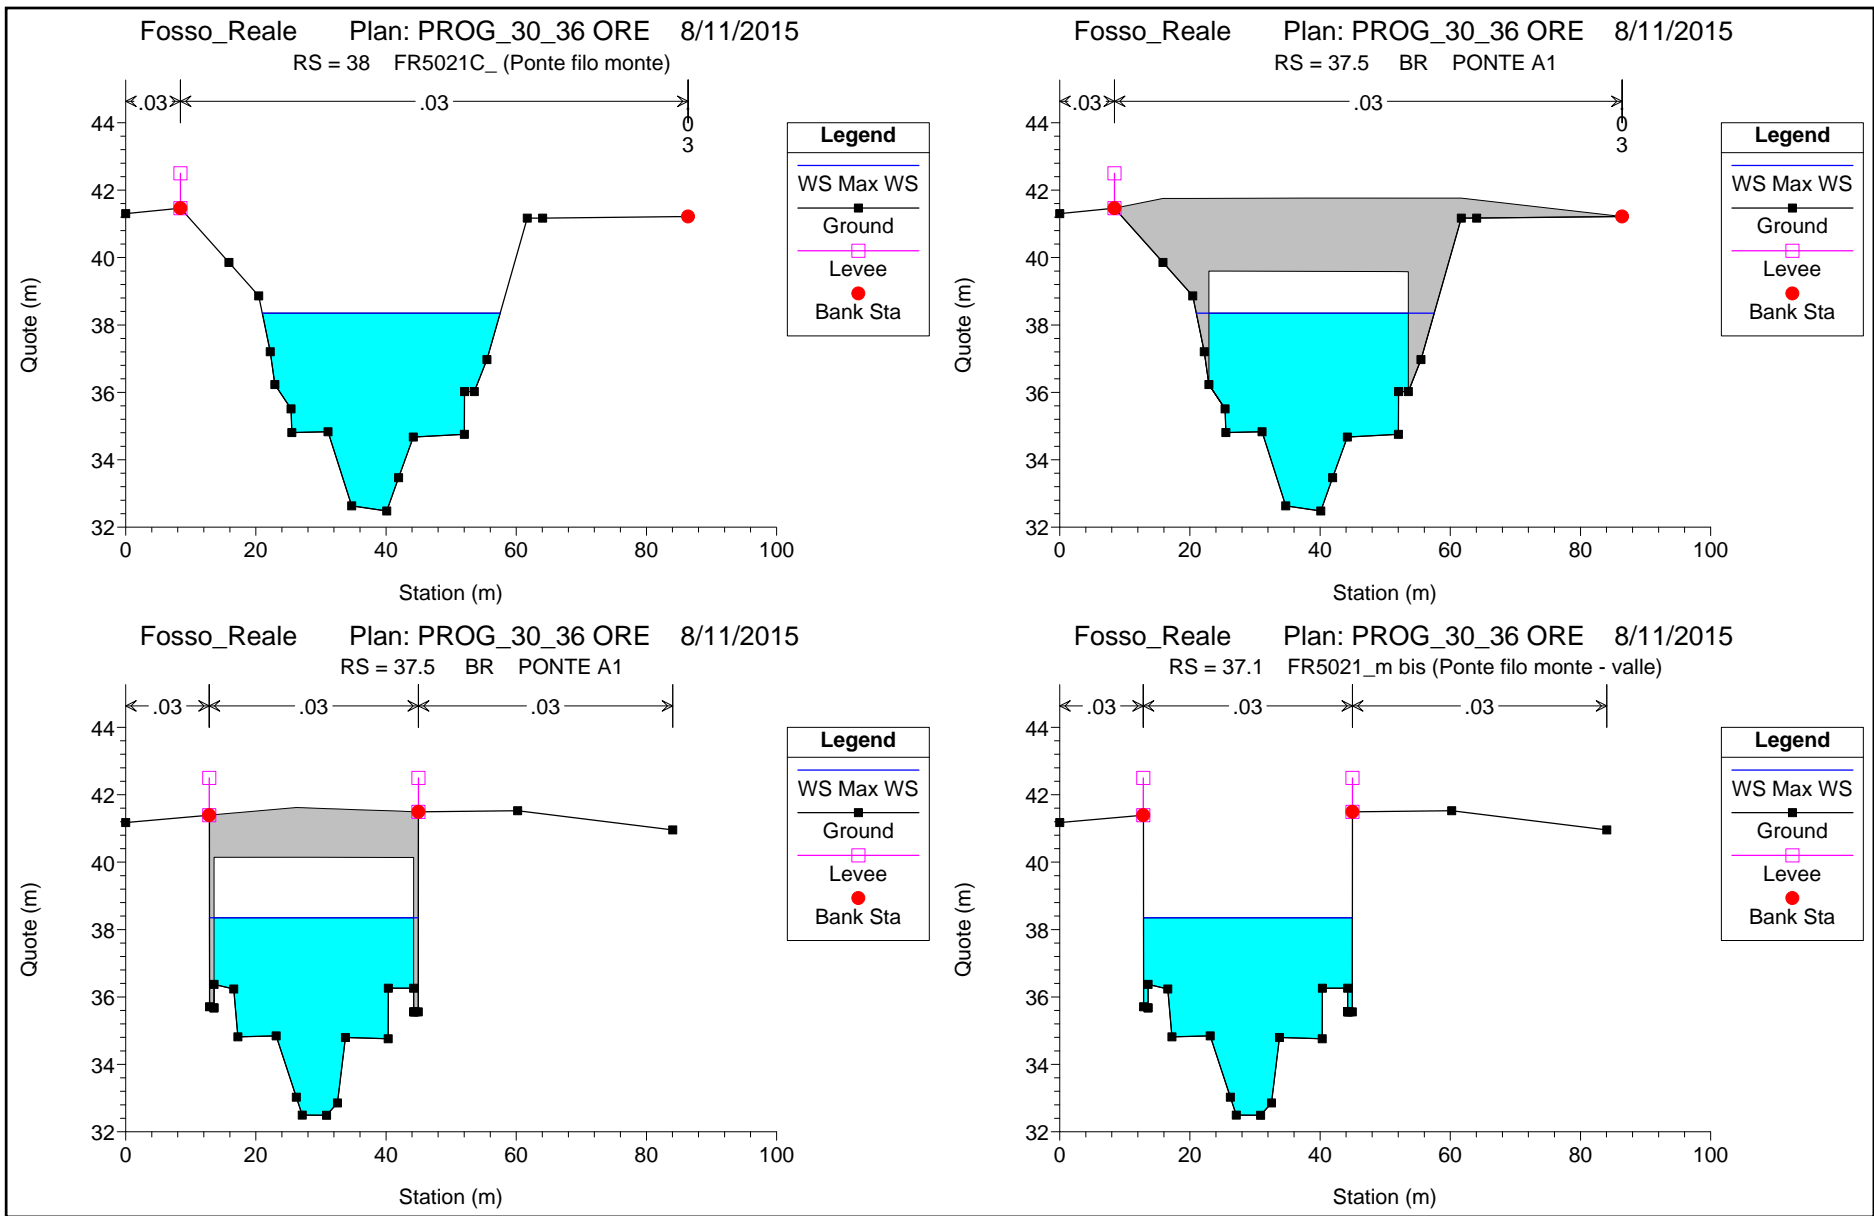 Fosso_Reale Plan: PROG_30_36 ORE 8/11/2015
RS = 38 FR5021C_ (Ponte filo monte)
.03 .03 .03
44
42
40
38
36
34
32
Quote (m)
0 20 40 60 80 100
Station (m)
Legend
WS Max WS
Ground
Levee
Bank Sta
Fosso_Reale Plan: PROG_30_36 ORE 8/11/2015
RS = 37.5 BR PONTE A1
.03 .03 .03
44
42
40
38
36
34
32
Quote (m)
0 20 40 60 80 100
Station (m)
Legend
WS Max WS
Ground
Levee
Bank Sta
Fosso_Reale Plan: PROG_30_36 ORE 8/11/2015
RS = 37.5 BR PONTE A1
.03 .03 .03
44
42
40
38
36
34
32
Quote (m)
0 20 40 60 80 100
Station (m)
Legend
WS Max WS
Ground
Levee
Bank Sta
Fosso_Reale Plan: PROG_30_36 ORE 8/11/2015
RS = 37.1 FR5021_m bis (Ponte filo monte - valle)
.03 .03 .03
44
42
40
38
36
34
32
Quote (m)
0 20 40 60 80 100
Station (m)
Legend
WS Max WS
Ground
Levee
Bank Sta